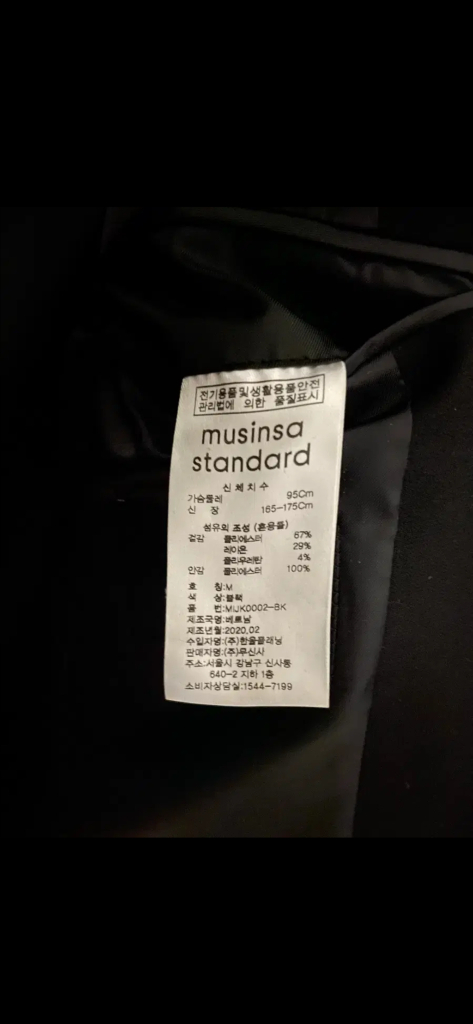 전기용품및생활용품안전
관리법에 의한 품질표시
musinsa
standard
신체치수
가슴둘레 95Cm
신 장 165-175Cm
섬유의 조성 (혼용율)
겉감 폴리에스터 67%
레이온 29%
폴리우레탄 4%
안감 폴리에스터 100%
호 칭:M
색 상:블랙
품 번:MIJK0002-BK
제조국명:베트남
제조년월:2020.02
수입자명:(주)한울플래닝
판매자명:(주)무신사
주소:서울시 강남구 신사동
640-2 지하 1층
소비자상담실:1544-7199